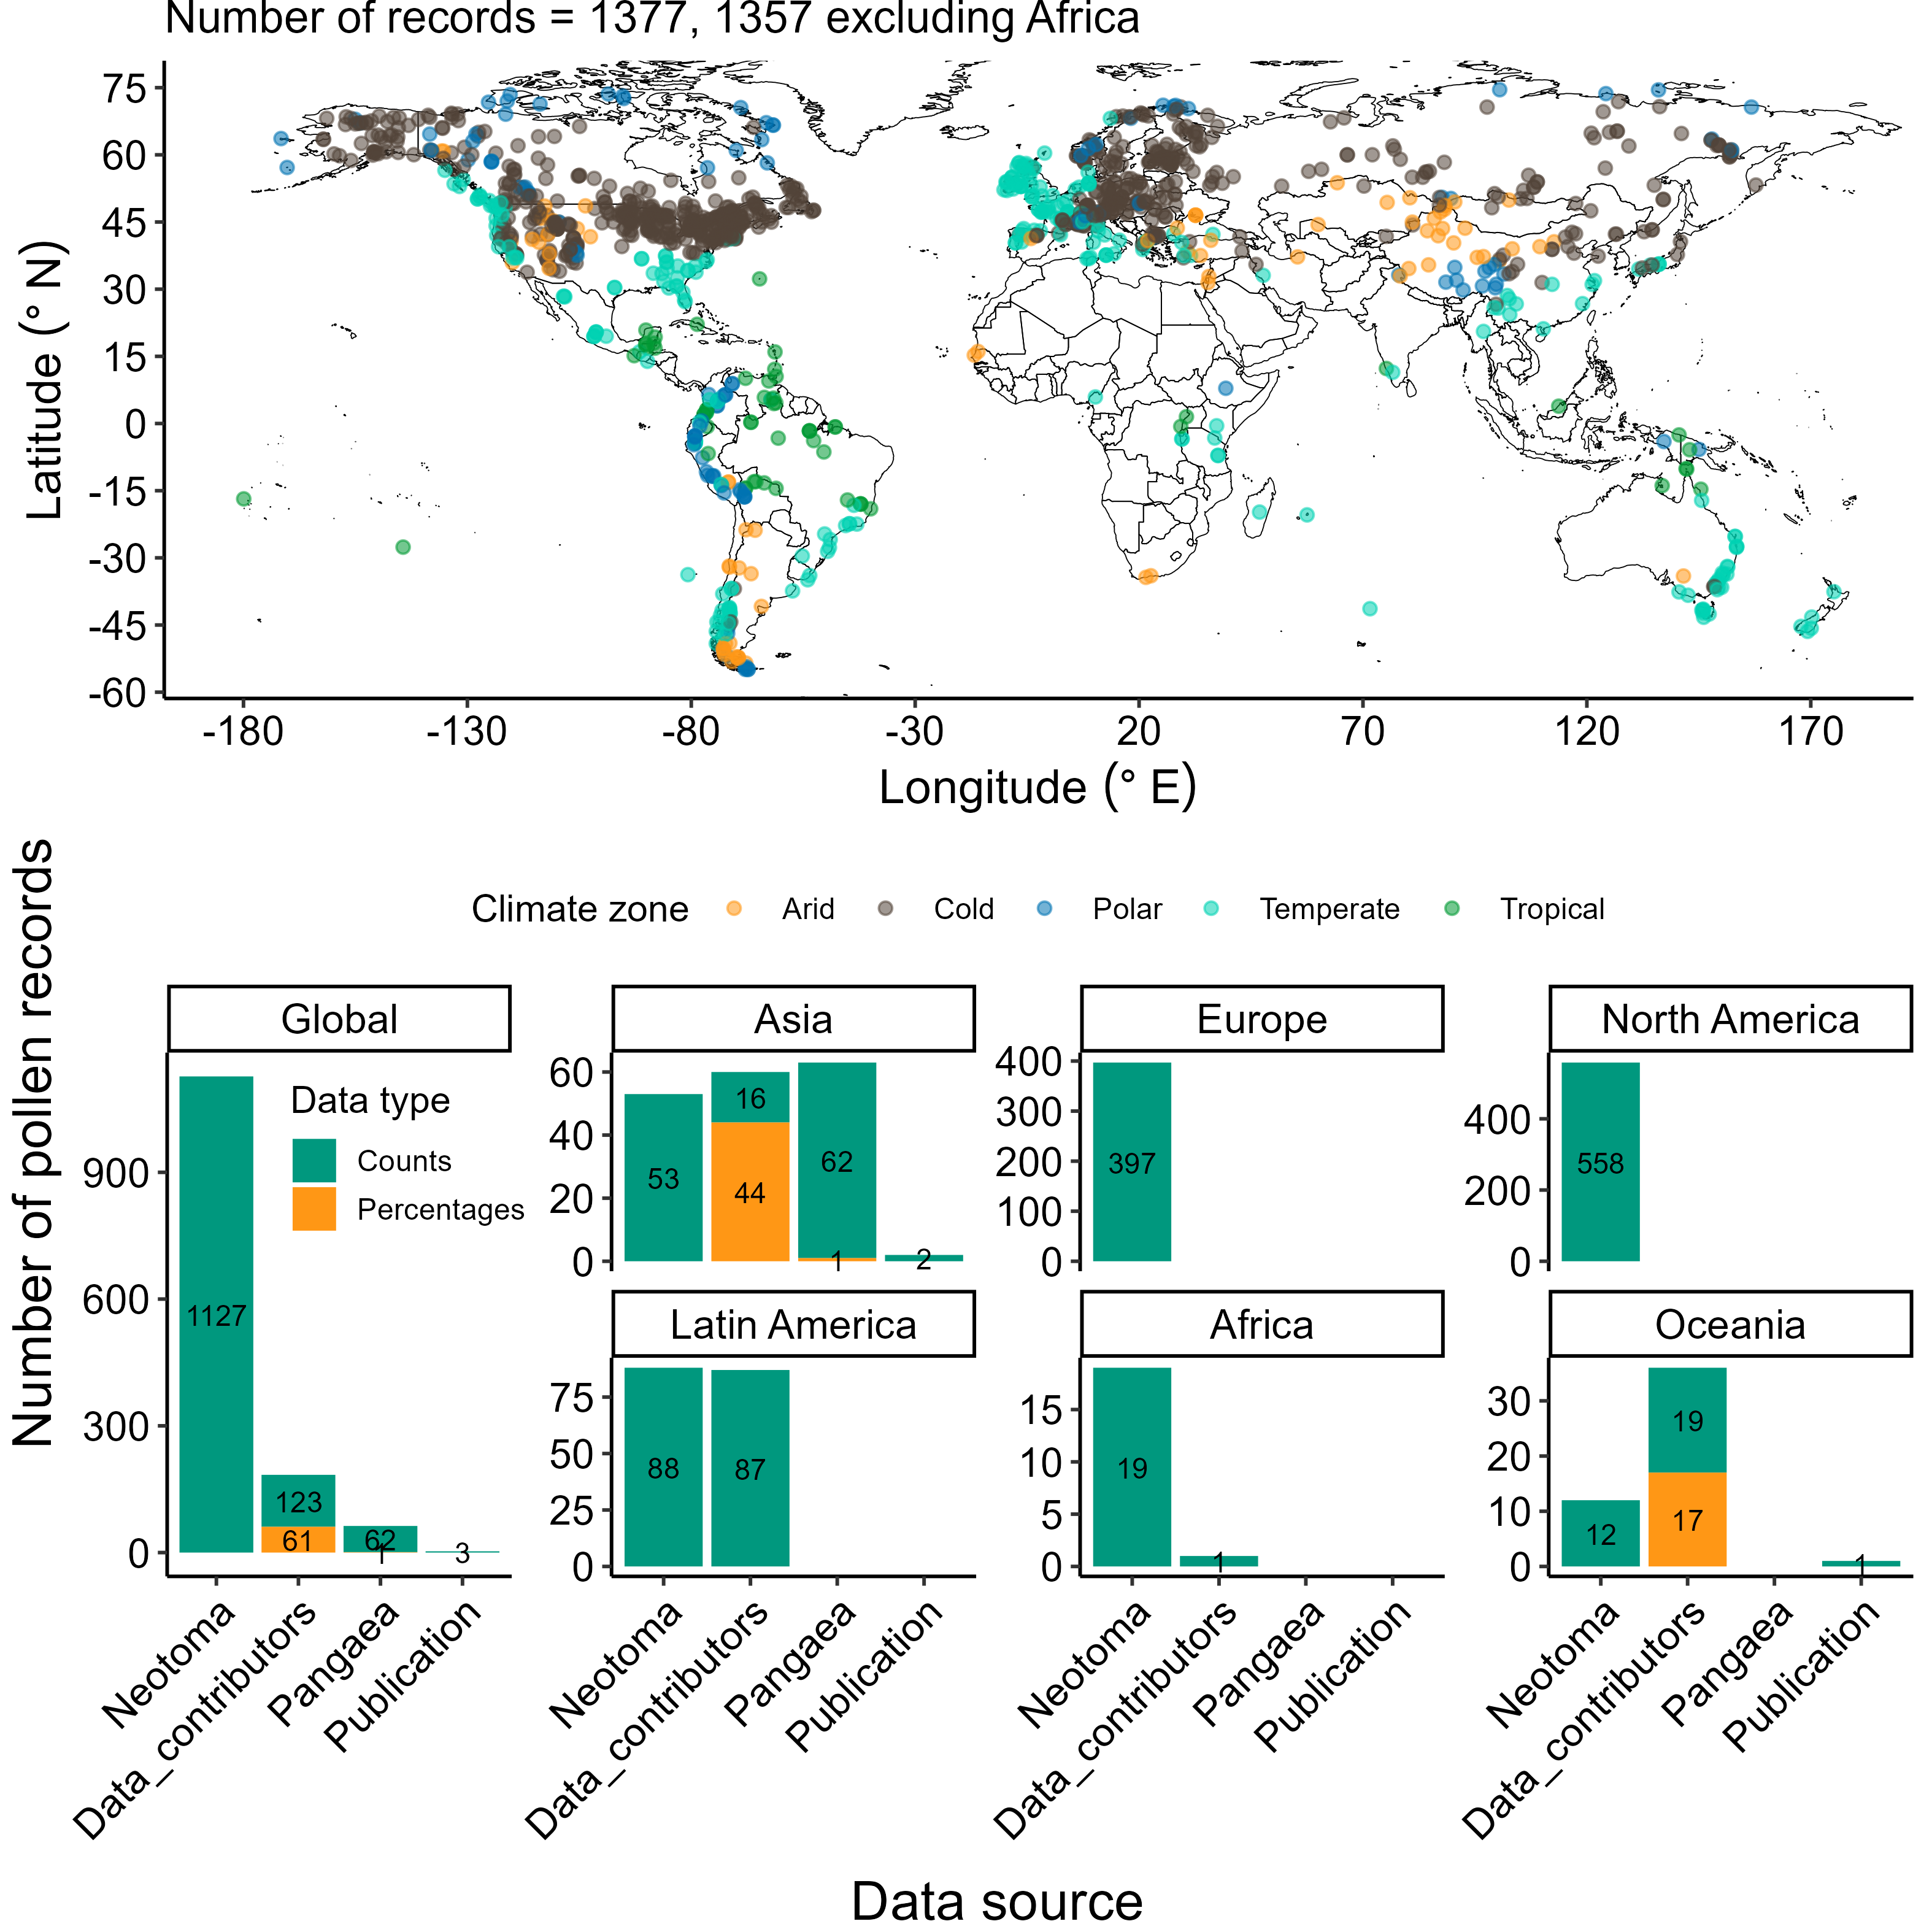 Number of records = 1377, 1357 excluding Africa
75
60
45
30
15
0
-15
-30
-45
-60
Latitude (° N)
-180 -130 -80 -30 20 70 120 170
Longitude (° E)
Climate zone Arid Cold Polar Temperate Tropical
Number of pollen records
Global
900
600
300
0
Data type
Counts
Percentages
1127
123
61
62
1
3
Asia
60
40
20
0
53
16
44
62
1
2
Europe
400
300
200
100
0
397
North America
400
200
0
558
Latin America
75
50
25
0
88
87
Africa
15
10
5
0
19
1
Oceania
30
20
10
0
12
19
17
1
Neotoma
Data_contributors
Pangaea
Publication
Neotoma
Data_contributors
Pangaea
Publication
Neotoma
Data_contributors
Pangaea
Publication
Neotoma
Data_contributors
Pangaea
Publication
Data source